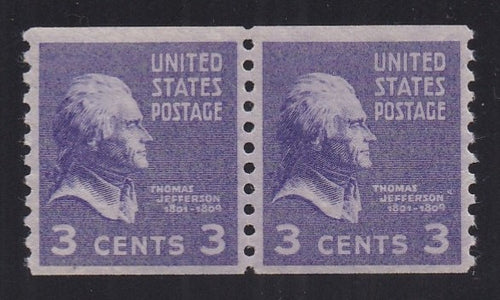 UNITED
STATES
POSTAGE
THOMAS
JEFFERSON
1801-1809
3 CENTS 3
UNITED
STATES
POSTAGE
THOMAS
JEFFERSON
1801-1809
3 CENTS 3